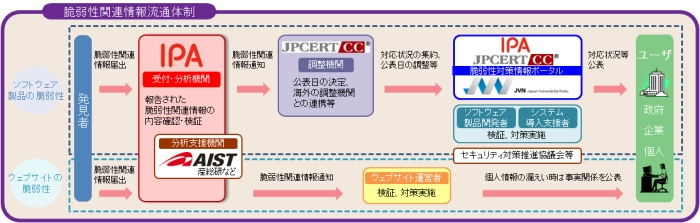 脆弱性関連情報流通体制
ソフトウェア
製品の脆弱性
発見者
脆弱性関連
情報届出
IPA
受付・分析機関
報告された
脆弱性関連情報の
内容確認・検証
分析支援機関
AIST
産総研など
脆弱性関連
情報通知
JPCERT CC®
調整機関
公表日の決定、
海外の調整機関
との連携等
対応状況の集約、
公表日の調整等
IPA
JPCERT CC®
脆弱性対策情報ポータル
JVN Japan Vulnerability Notes
ソフトウェア
製品開発者
システム
導入支援者
検証、対策実施
セキュリティ対策推進協議会等
対応状況等
公表
ユーザ
政府
企業
個人
ウェブサイトの
脆弱性
脆弱性関連
情報届出
脆弱性関連情報通知
ウェブサイト運営者
検証、対策実施
個人情報の漏えい時は事実関係を公表